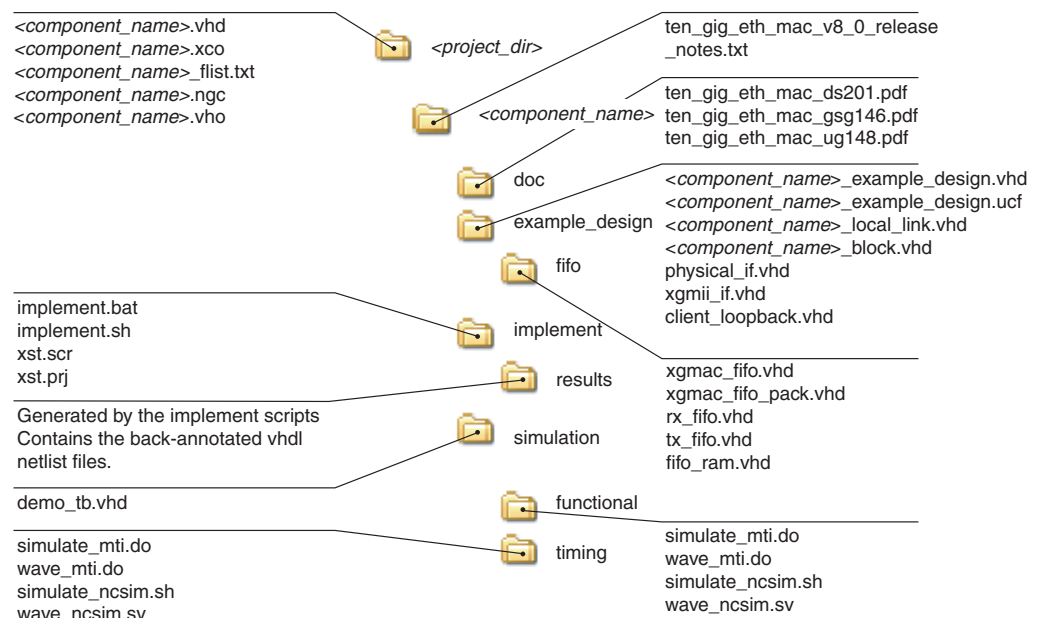 <component_name>.vhd
<component_name>.xco
<component_name>_flist.txt
<component_name>.ngc
<component_name>.vho
<project_dir>
ten_gig_eth_mac_v8_0_release
_notes.txt
<component_name>
ten_gig_eth_mac_ds201.pdf
ten_gig_eth_mac_gsg146.pdf
ten_gig_eth_mac_ug148.pdf
doc
example_design
<component_name>_example_design.vhd
<component_name>_example_design.ucf
<component_name>_local_link.vhd
<component_name>_block.vhd
physical_if.vhd
xgmii_if.vhd
client_loopback.vhd
fifo
implement.bat
implement.sh
xst.scr
xst.prj
implement
xgmac_fifo.vhd
xgmac_fifo_pack.vhd
rx_fifo.vhd
tx_fifo.vhd
fifo_ram.vhd
results
Generated by the implement scripts
Contains the back-annotated vhdl
netlist files.
simulation
demo_tb.vhd
functional
simulate_mti.do
wave_mti.do
simulate_ncsim.sh
wave_ncsim.sv
timing
simulate_mti.do
wave_mti.do
simulate_ncsim.sh
wave_ncsim.sv